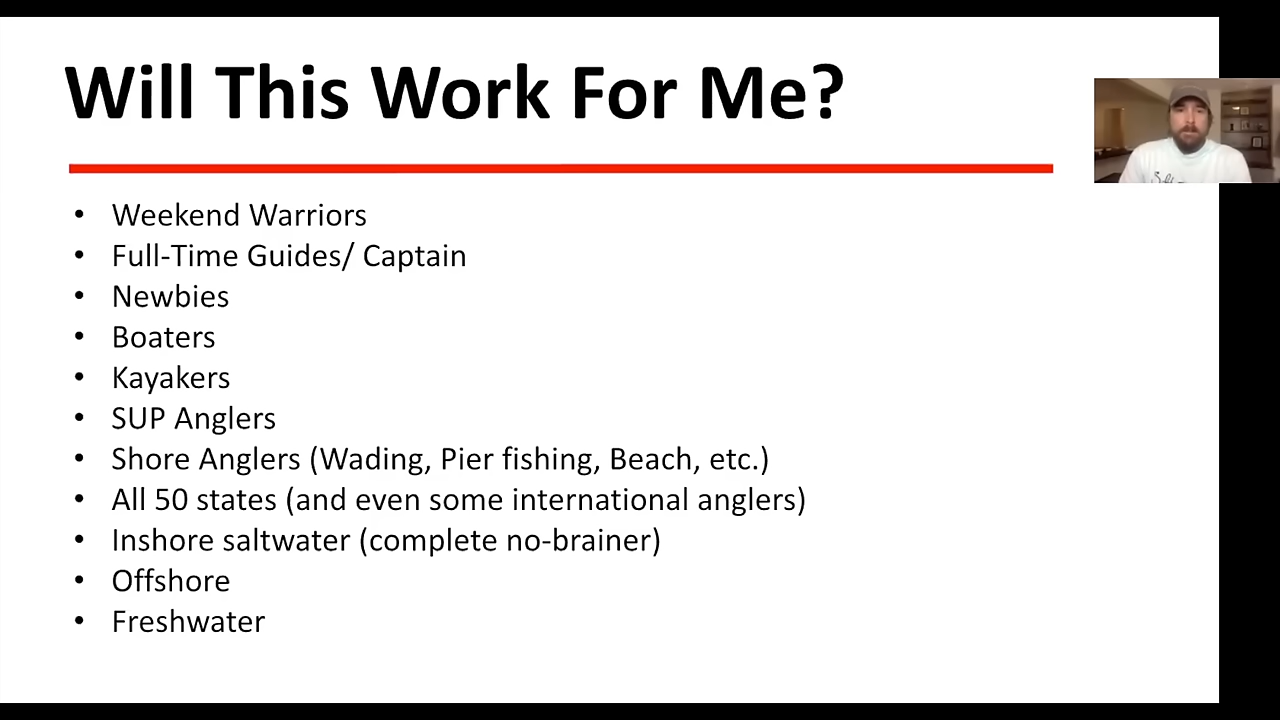 Will This Work For Me?
• Weekend Warriors
• Full-Time Guides/ Captain
• Newbies
• Boaters
• Kayakers
• SUP Anglers
• Shore Anglers (Wading, Pier fishing, Beach, etc.)
• All 50 states (and even some international anglers)
• Inshore saltwater (complete no-brainer)
• Offshore
• Freshwater